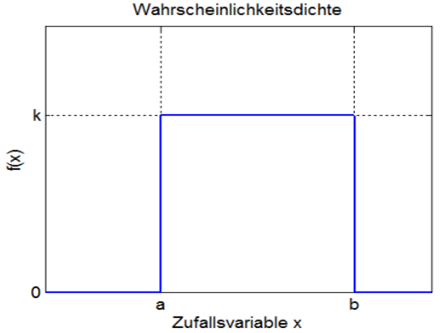 Wahrscheinlichkeitsdichte
k
f(x)
0
a
b
Zufallsvariable x